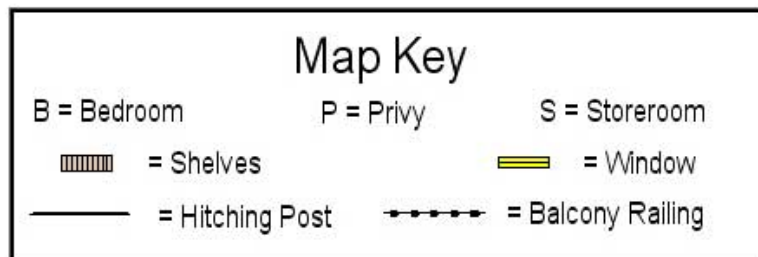 Map Key
B = Bedroom P = Privy S = Storeroom
= Shelves = Window
= Hitching Post = Balcony Railing